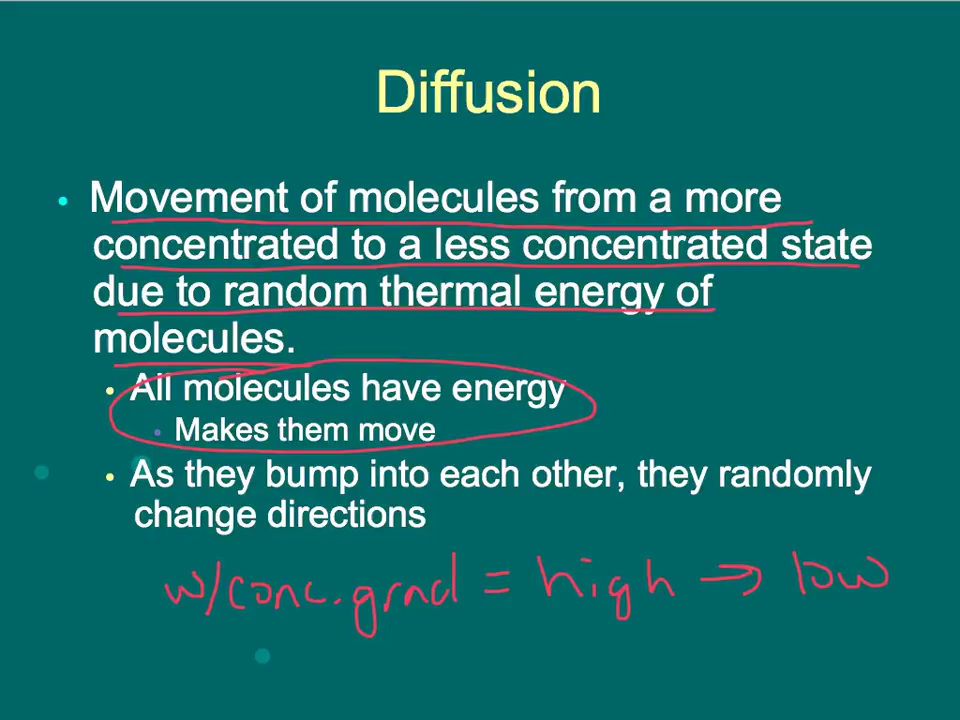 Diffusion
• Movement of molecules from a more
concentrated to a less concentrated state
due to random thermal energy of
molecules.
• All molecules have energy
• Makes them move
• As they bump into each other, they randomly
change directions
w/conc.grad = high → low